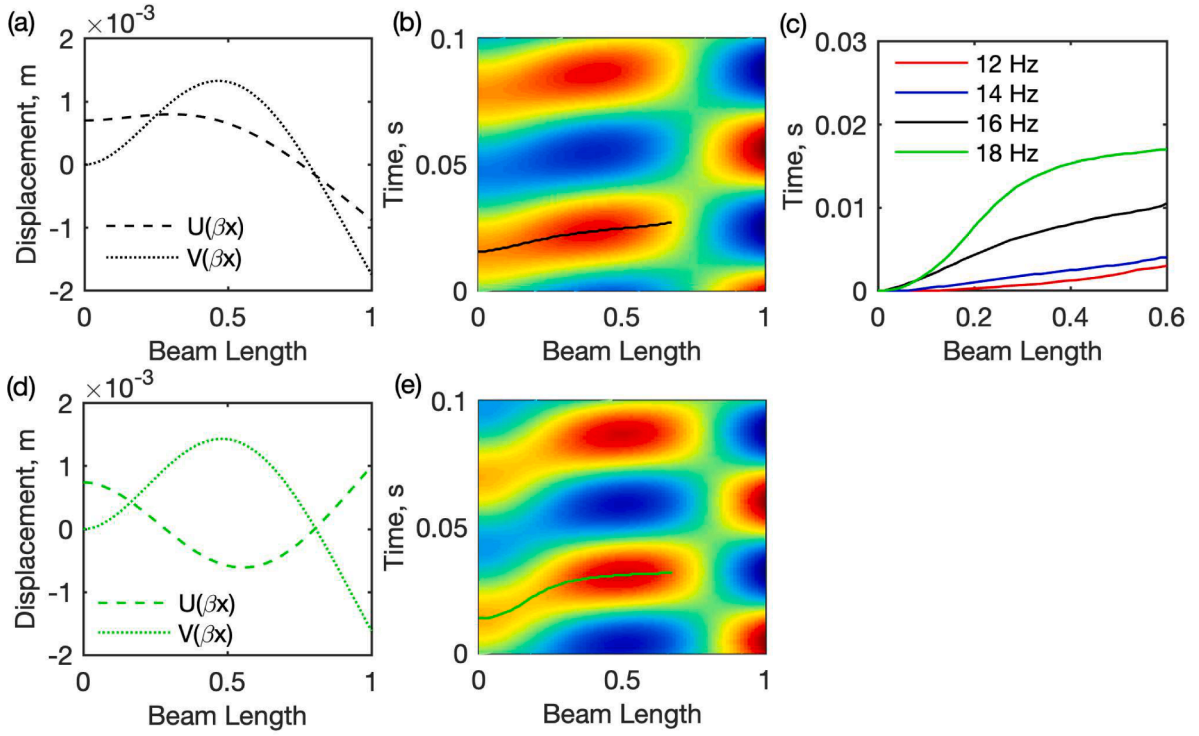 (a)
×10⁻³
2
1
0
-1
-2
Displacement, m
U(βx)
V(βx)
0
0.5
1
Beam Length
(b)
0.1
0.05
0
Time, s
0
0.5
1
Beam Length
(c)
0.03
0.02
0.01
0
Time, s
12 Hz
14 Hz
16 Hz
18 Hz
0
0.2
0.4
0.6
Beam Length
(d)
×10⁻³
2
1
0
-1
-2
Displacement, m
U(βx)
V(βx)
0
0.5
1
Beam Length
(e)
0.1
0.05
0
Time, s
0
0.5
1
Beam Length